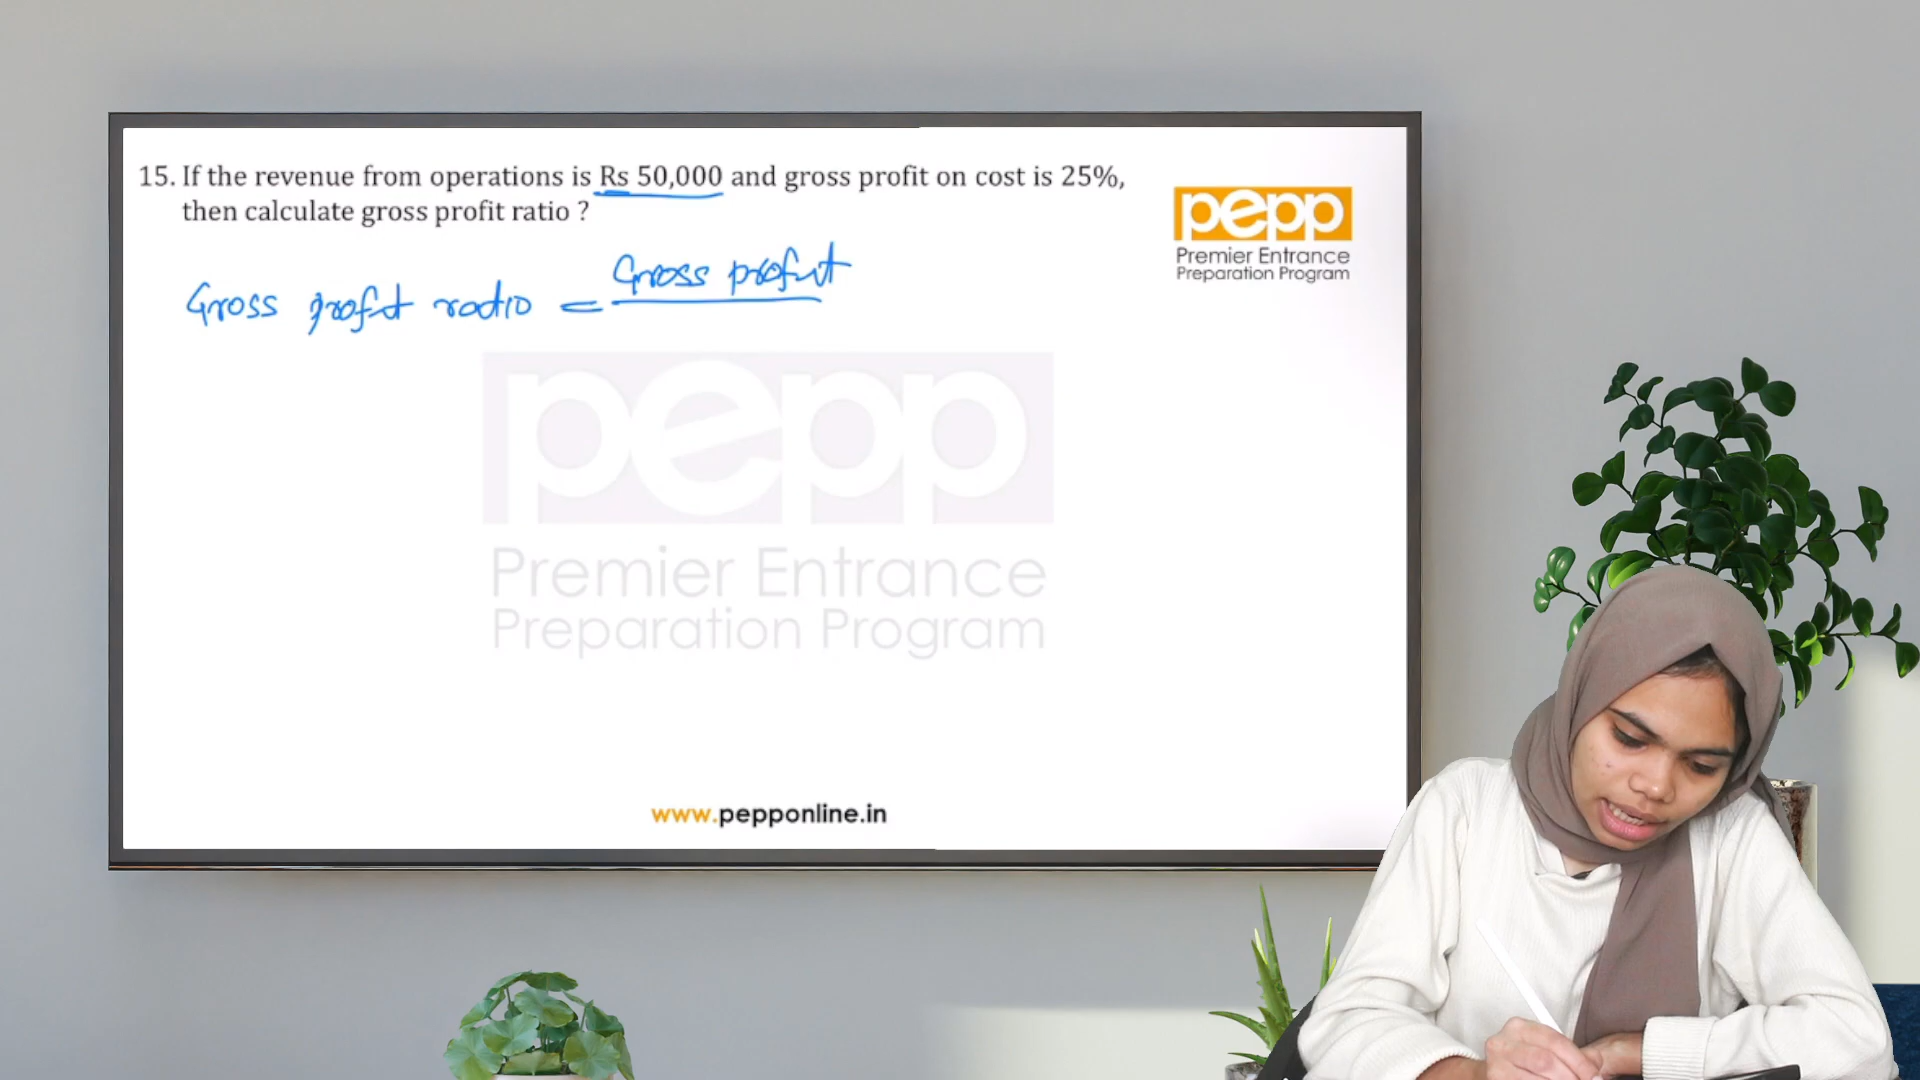 15. If the revenue from operations is Rs 50,000 and gross profit on cost is 25%,
then calculate gross profit ratio ?
pepp
Premier Entrance
Preparation Program
Gross profit ratio = Gross profit
pepp
Premier Entrance
Preparation Program
www.pepponline.in